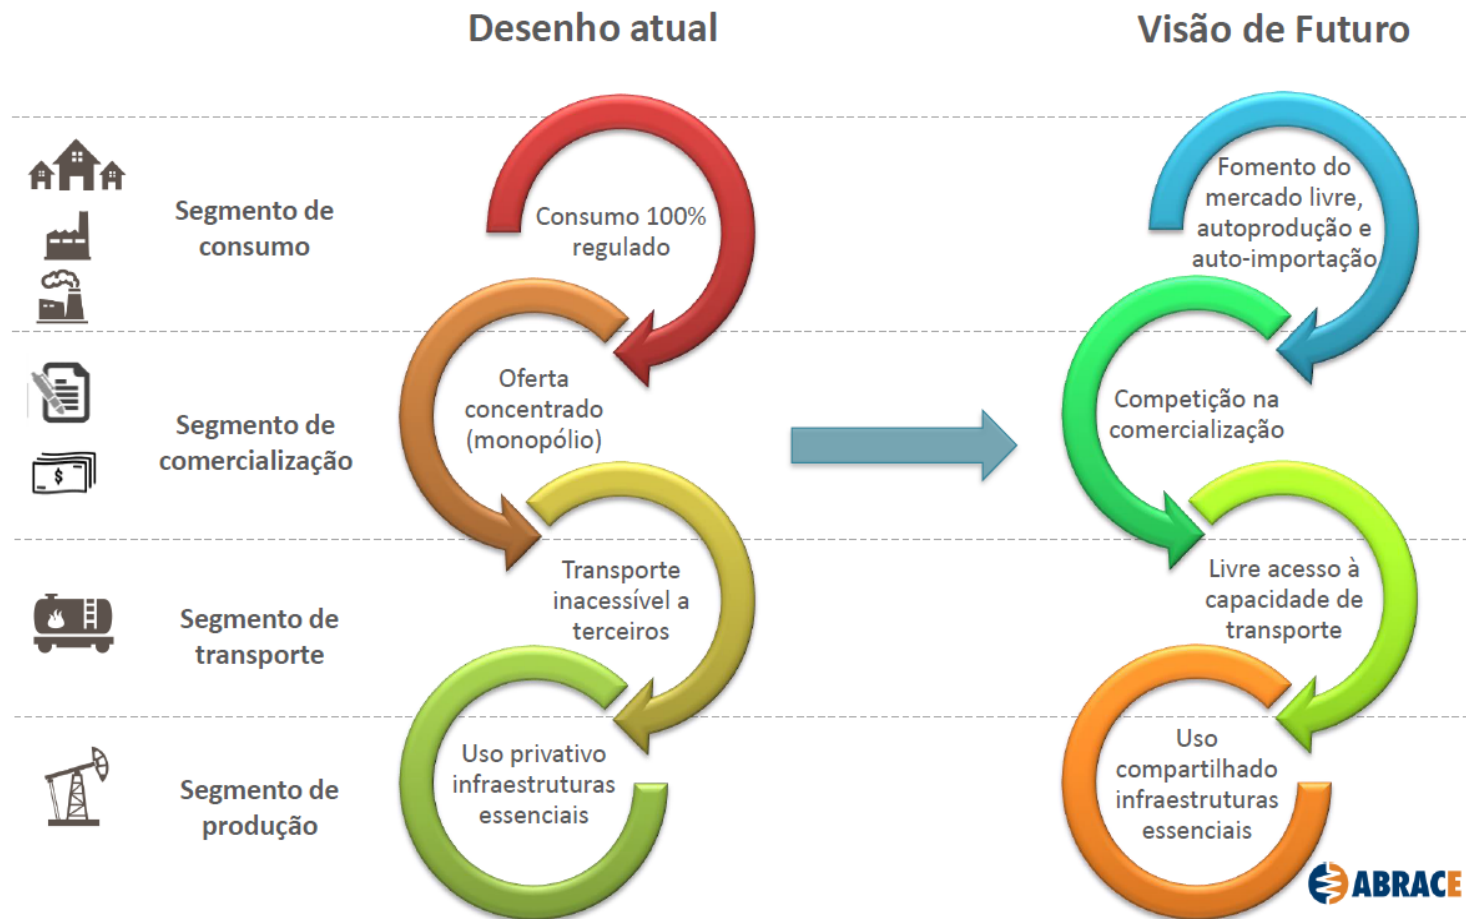 Desenho atual
Visão de Futuro
Segmento de
consumo
Consumo 100%
regulado
Fomento do
mercado livre,
autoprodução e
auto-importação
Segmento de
comercialização
Oferta
concentrado
(monopólio)
Competição na
comercialização
$
Segmento de
transporte
Transporte
inacessível a
terceiros
Livre acesso à
capacidade de
transporte
Segmento de
produção
Uso privativo
infraestruturas
essenciais
Uso
compartilhado
infraestruturas
essenciais
ABRACE